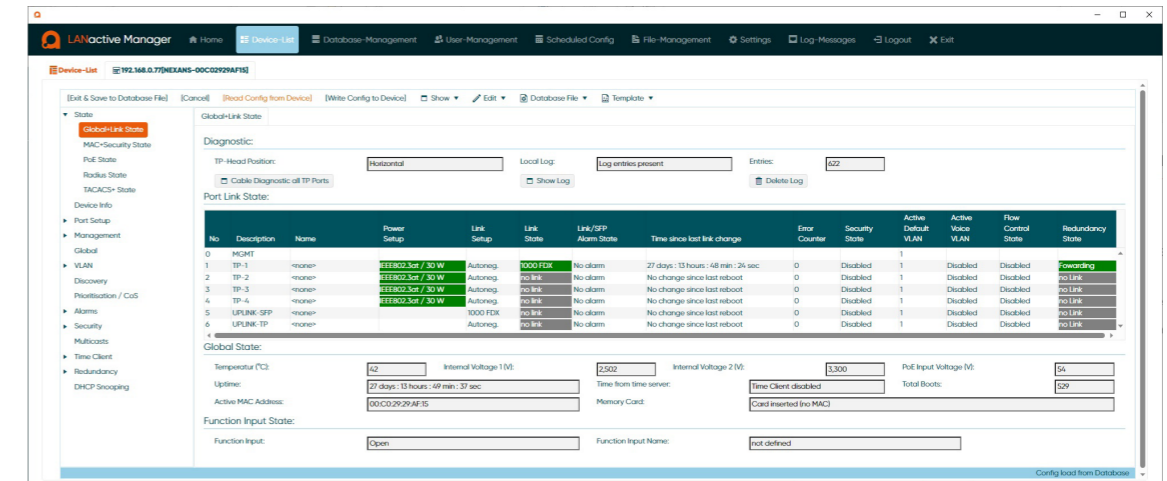 LANactive Manager Home Device-List Database-Management User-Management Scheduled Config File-Management Settings Log-Messages Logout Exit
Device-List 192.168.0.77[NEXANS-00C02929AF15]
[Exit & Save to Database File] [Cancel] [Read Config from Device] [Write Config to Device] Show Edit Database File Template
State
Global+Link State
MAC+Security State
PoE State
Radius State
TACACS+ State
Device Info
Port Setup
Management
Global
VLAN
Discovery
Prioritisation / CoS
Alarms
Security
Multicasts
Time Client
Redundancy
DHCP Snooping
Global+Link State
Diagnostic:
TP-Head Position: Horizontal Local Log: Log entries present Entries: 622
Cable Diagnostic all TP Ports Show Log Delete Log
Port Link State:
No Description Name Power Setup Link Setup Link State Link/SFP Alarm State Time since last link change Error Counter Security State Active Default VLAN Active Voice VLAN Flow Control State Redundancy State
0 MGMT 1
1 TP-1 <none> IEEE802.3at / 30 W Autoneg. 1000 FDX No alarm 27 days : 13 hours : 48 min : 24 sec 0 Disabled 1 Disabled Disabled Fowarding
2 TP-2 <none> IEEE802.3at / 30 W Autoneg. no link No alarm No change since last reboot 0 Disabled 1 Disabled Disabled no Link
3 TP-3 <none> IEEE802.3at / 30 W Autoneg. no link No alarm No change since last reboot 0 Disabled 1 Disabled Disabled no Link
4 TP-4 <none> IEEE802.3at / 30 W Autoneg. no link No alarm No change since last reboot 0 Disabled 1 Disabled Disabled no Link
5 UPLINK-SFP <none> 1000 FDX no link No alarm No change since last reboot 0 Disabled 1 Disabled Disabled no Link
6 UPLINK-TP <none> Autoneg. no link No alarm No change since last reboot 0 Disabled 1 Disabled Disabled no Link
Global State:
Temperatur (°C): 42 Internal Voltage 1 (V): 2,502 Internal Voltage 2 (V): 3,300 PoE Input Voltage (V): 54
Uptime: 27 days : 13 hours : 49 min : 37 sec Time from time server: Time Client disabled Total Boots: 529
Active MAC Address: 00:C0:29:29:AF:15 Memory Card: Card inserted (no MAC)
Function Input State:
Function Input: Open Function Input Name: not defined
Config load from Database